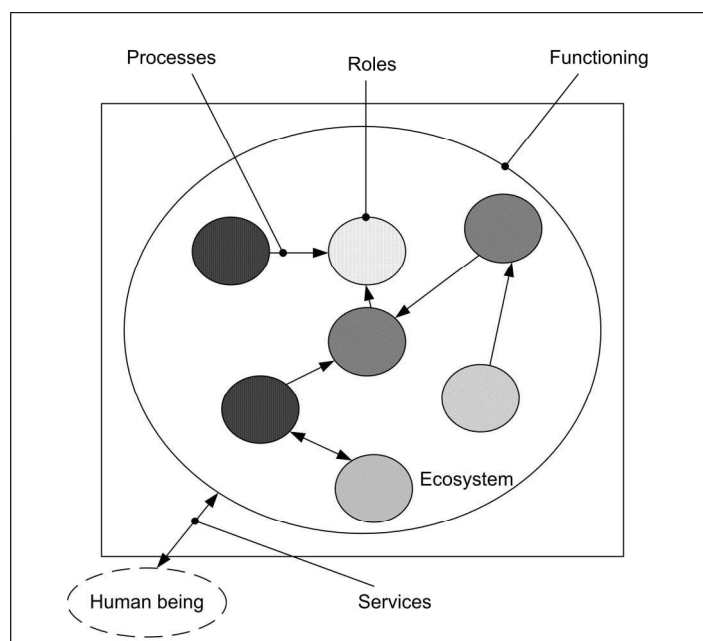 Processes
Roles
Functioning
Ecosystem
Human being
Services